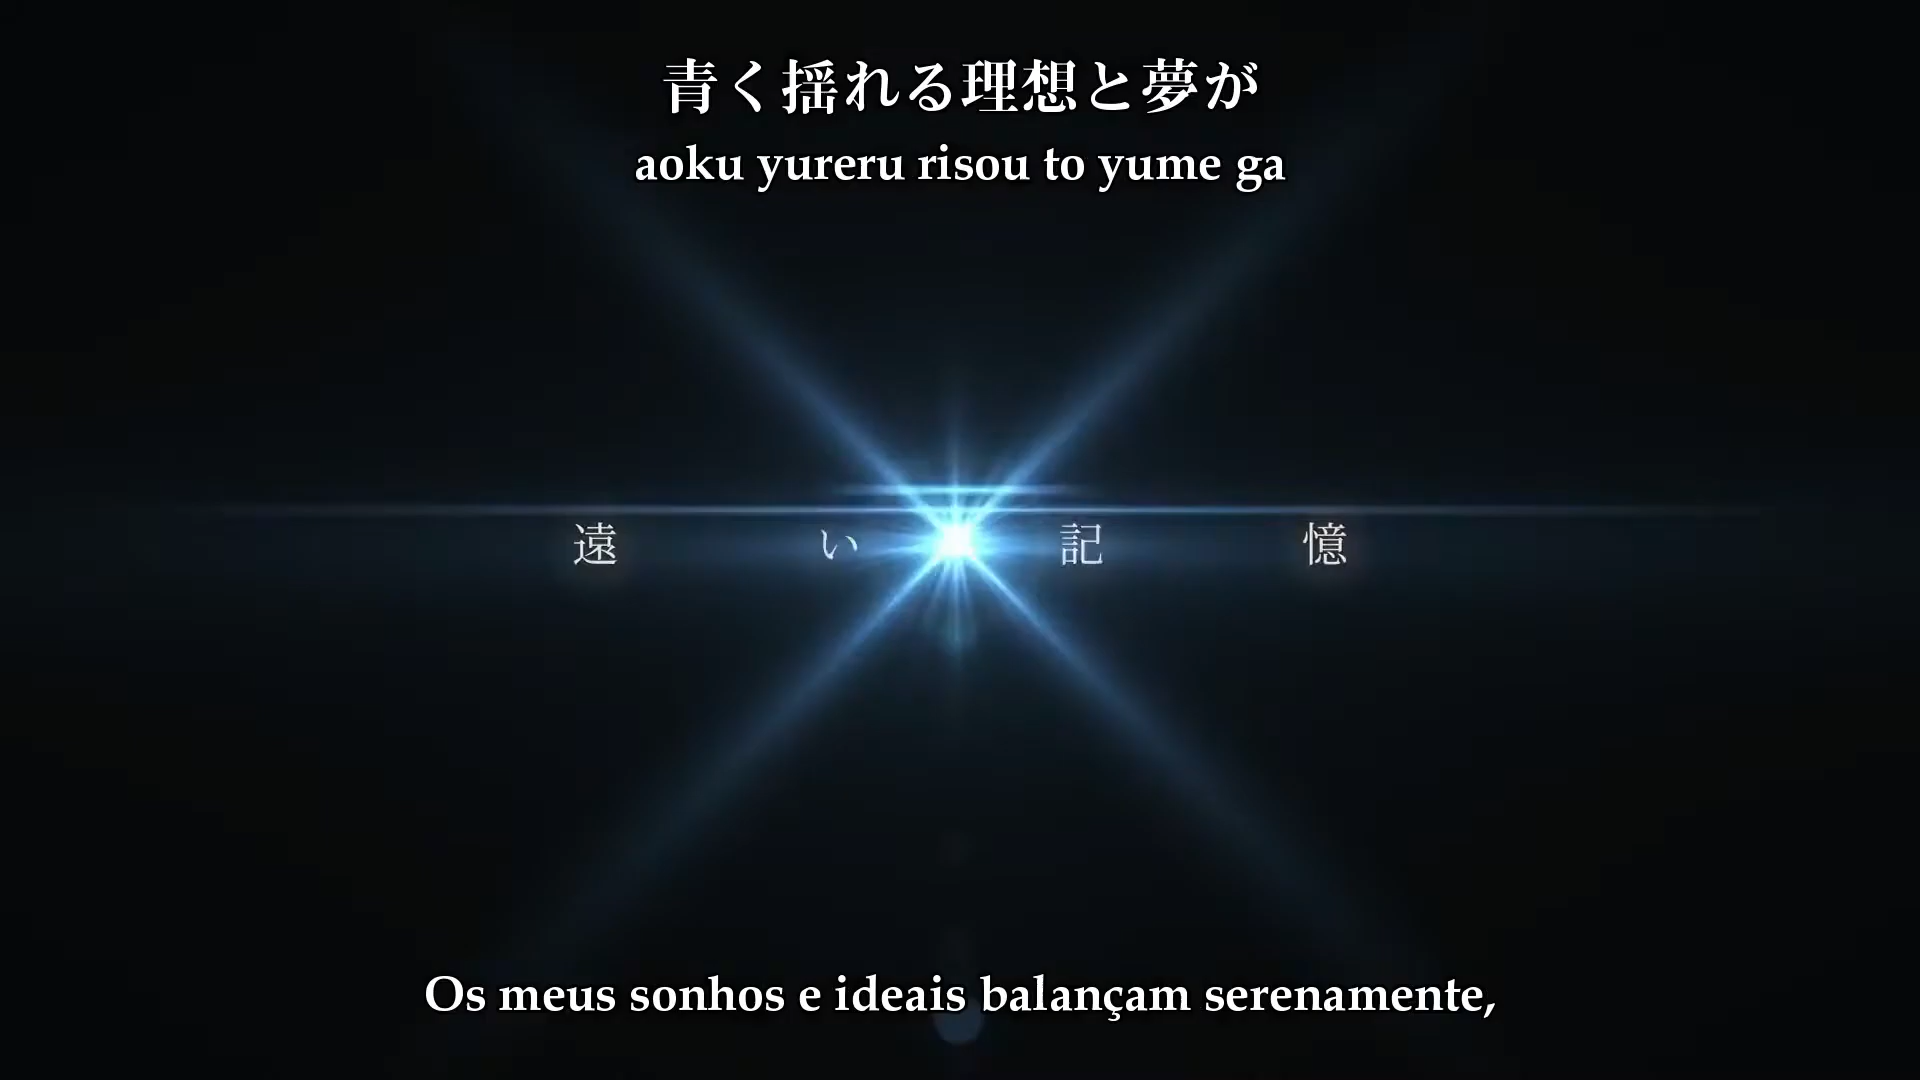 青く揺れる理想と夢が
aoku yureru risou to yume ga
遠い記憶
Os meus sonhos e ideais balançam serenamente,